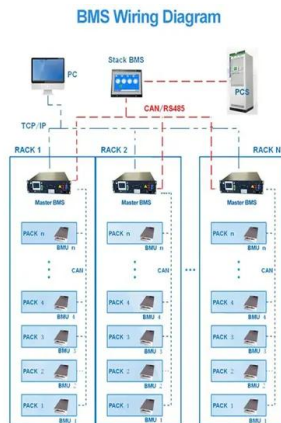 BMS Wiring Diagram
PC
Stack BMS
PCS
CAN/RS485
TCP/IP
RACK 1
RACK 2
RACK N
Master BMS
Master BMS
Master BMS
PACK n
BMU n
PACK n
BMU n
PACK n
BMU n
CAN
CAN
CAN
PACK 4
BMU 4
PACK 4
BMU 4
PACK 4
BMU 4
PACK 3
BMU 3
PACK 3
BMU 3
PACK 3
BMU 3
PACK 2
BMU 2
PACK 2
BMU 2
PACK 2
BMU 2
PACK 1
BMU 1
PACK 1
BMU 1
PACK 1
BMU 1